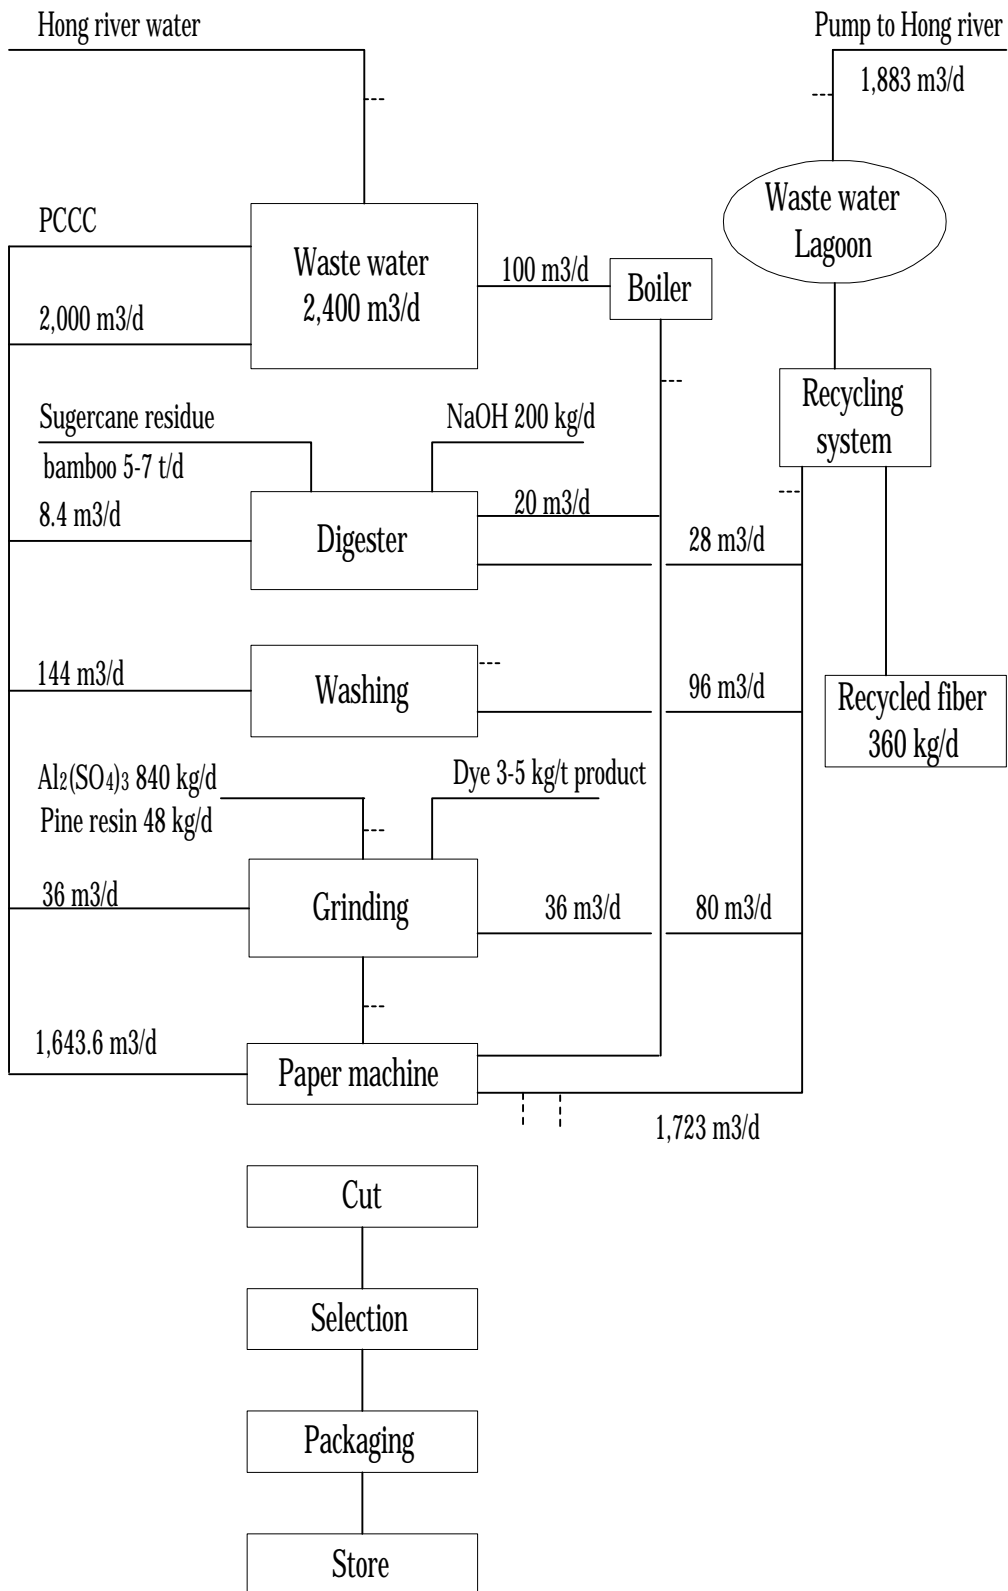 Hong river water
Pump to Hong river
1,883 m3/d
Waste water
Lagoon
PCCC
Waste water
2,400 m3/d
100 m3/d
Boiler
2,000 m3/d
Recycling
system
Sugercane residue
bamboo 5-7 t/d
NaOH 200 kg/d
8.4 m3/d
Digester
20 m3/d
28 m3/d
144 m3/d
Washing
96 m3/d
Recycled fiber
360 kg/d
Al2(SO4)3 840 kg/d
Pine resin 48 kg/d
Dye 3-5 kg/t product
36 m3/d
Grinding
36 m3/d
80 m3/d
1,643.6 m3/d
Paper machine
1,723 m3/d
Cut
Selection
Packaging
Store